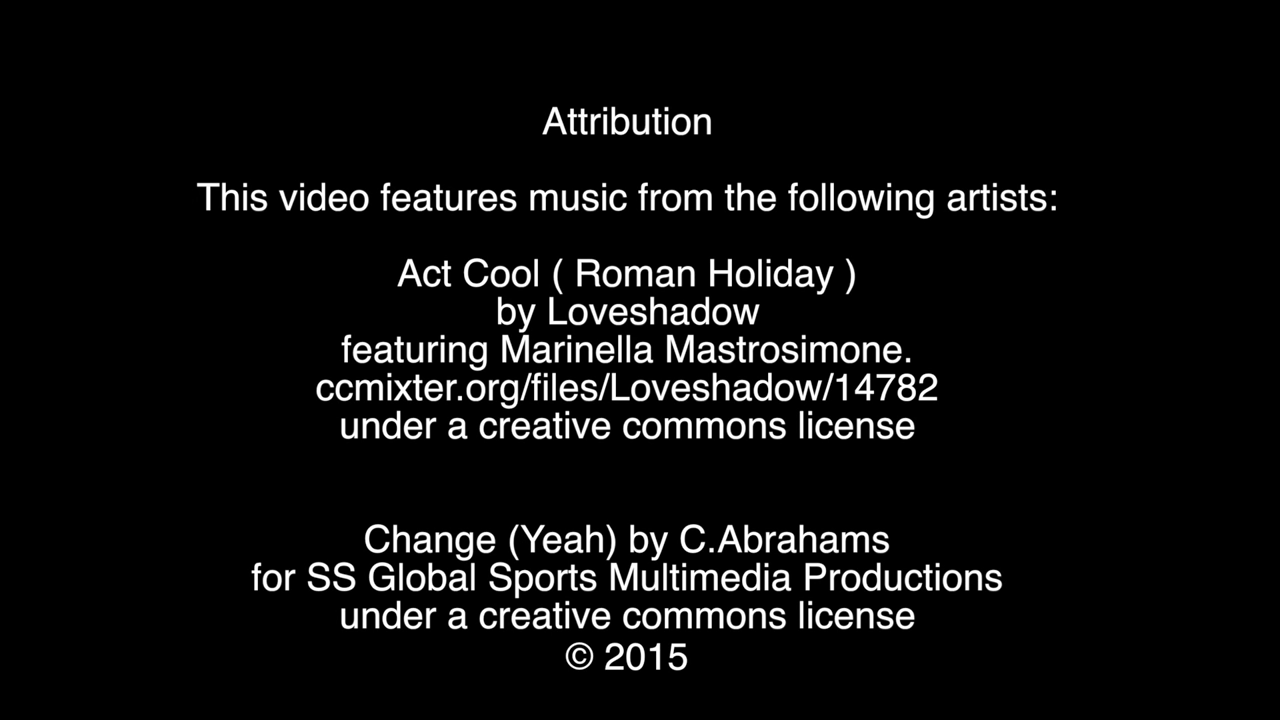 Attribution
This video features music from the following artists:
Act Cool ( Roman Holiday )
by Loveshadow
featuring Marinella Mastrosimone.
ccmixter.org/files/Loveshadow/14782
under a creative commons license
Change (Yeah) by C.Abrahams
for SS Global Sports Multimedia Productions
under a creative commons license
© 2015